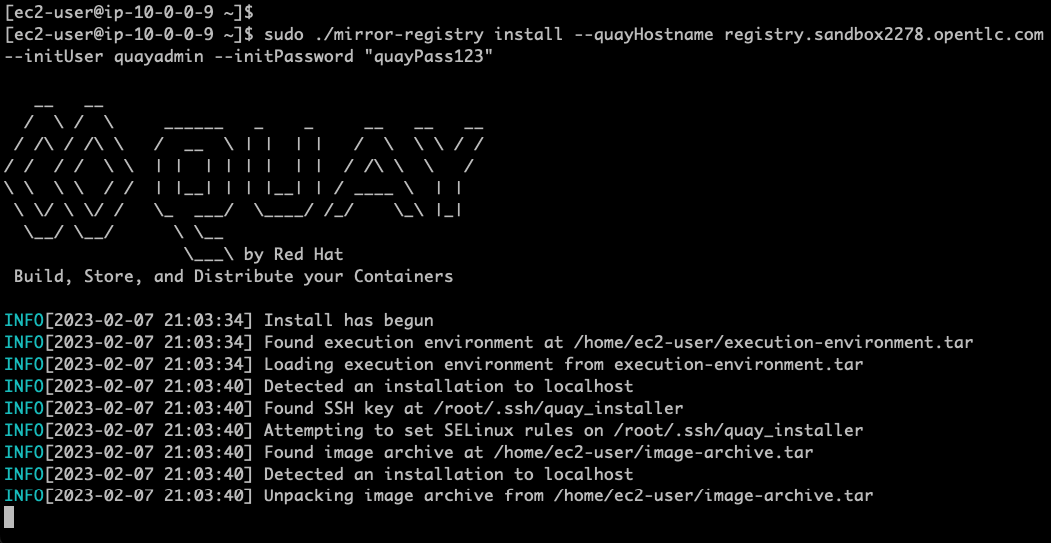 [ec2-user@ip-10-0-0-9 ~]$
[ec2-user@ip-10-0-0-9 ~]$ sudo ./mirror-registry install --quayHostname registry.sandbox2278.opentlc.com
--initUser quayadmin --initPassword "quayPass123"
   __   __
  /  \ /  \     ______   _    _     __   __   __
 / /\ / /\ \   /  __  \ | |  | |   /  \  \ \ / /
/ /  / /  \ \  | |  | | | |  | |  / /\ \  \   /
\ \  \ \  / /  | |__| | | |__| | / ____ \  | |
 \ \/ \ \/ /   \_  ___/  \____/ /_/    \_\ |_|
  \__/ \__/      \ \__
                  \___\ by Red Hat
 Build, Store, and Distribute your Containers
INFO[2023-02-07 21:03:34] Install has begun
INFO[2023-02-07 21:03:34] Found execution environment at /home/ec2-user/execution-environment.tar
INFO[2023-02-07 21:03:34] Loading execution environment from execution-environment.tar
INFO[2023-02-07 21:03:40] Detected an installation to localhost
INFO[2023-02-07 21:03:40] Found SSH key at /root/.ssh/quay_installer
INFO[2023-02-07 21:03:40] Attempting to set SELinux rules on /root/.ssh/quay_installer
INFO[2023-02-07 21:03:40] Found image archive at /home/ec2-user/image-archive.tar
INFO[2023-02-07 21:03:40] Detected an installation to localhost
INFO[2023-02-07 21:03:40] Unpacking image archive from /home/ec2-user/image-archive.tar